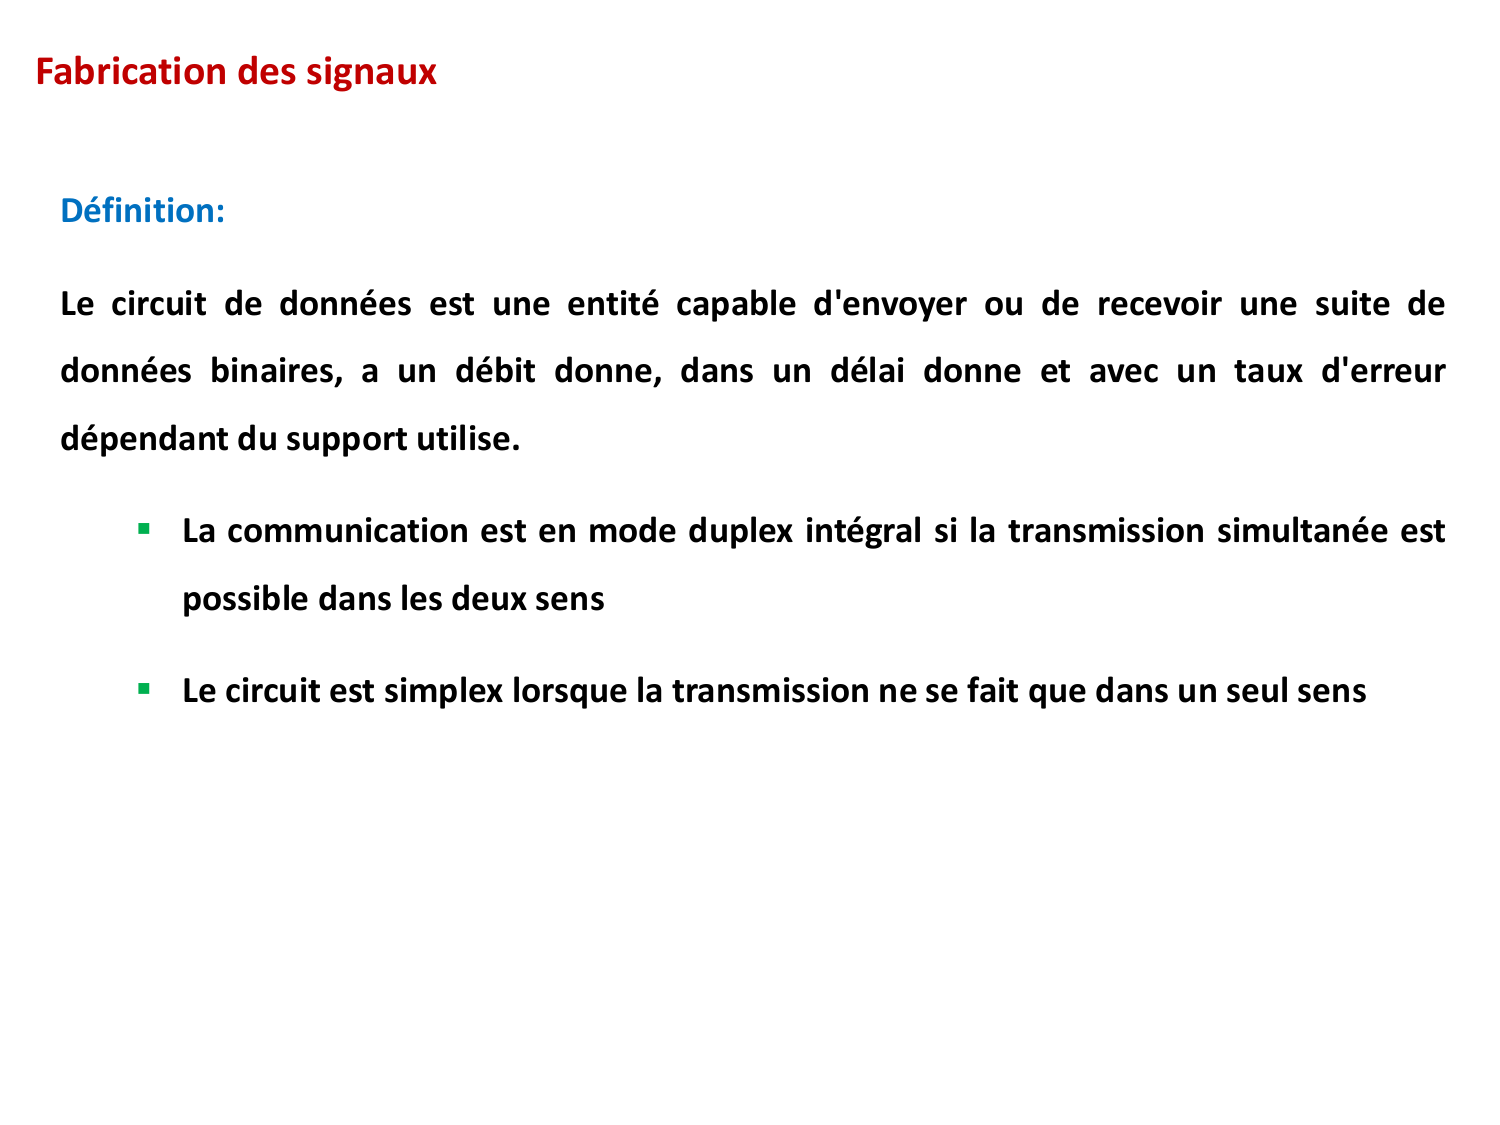 Fabrication des signaux
Définition:
Le circuit de données est une entité capable d'envoyer ou de recevoir une suite de
données binaires, a un débit donne, dans un délai donne et avec un taux d'erreur
dépendant du support utilise.
▪ La communication est en mode duplex intégral si la transmission simultanée est
possible dans les deux sens
▪ Le circuit est simplex lorsque la transmission ne se fait que dans un seul sens